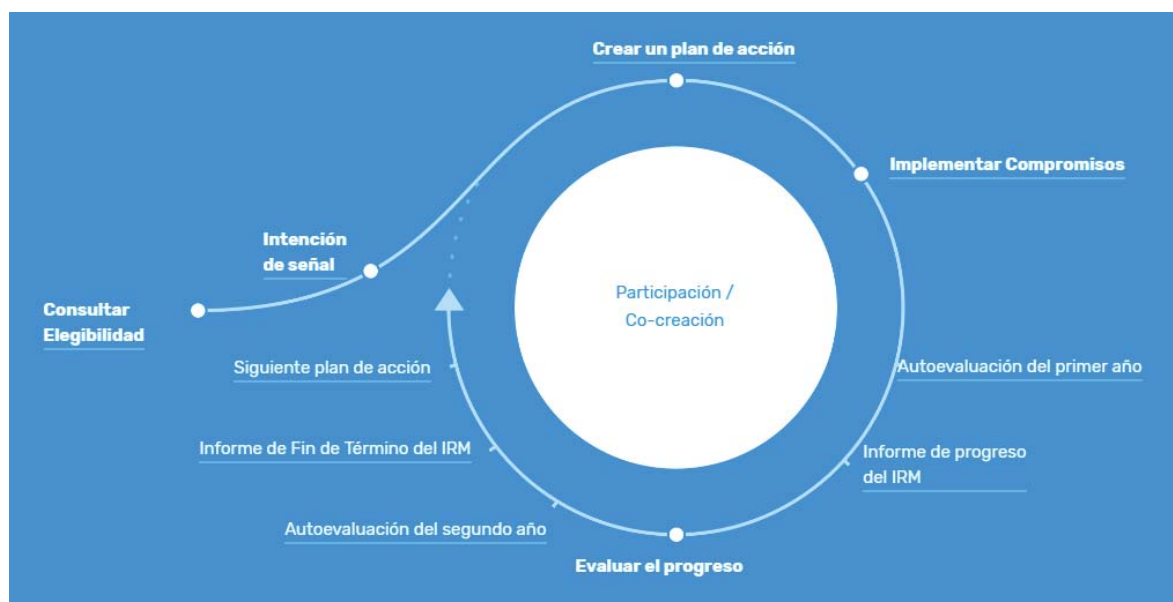 Crear un plan de acción
Implementar Compromisos
Intención
de señal
Consultar
Elegibilidad
Participación /
Co-creación
Siguiente plan de acción
Autoevaluación del primer año
Informe de Fin de Término del IRM
Informe de progreso
del IRM
Autoevaluación del segundo año
Evaluar el progreso